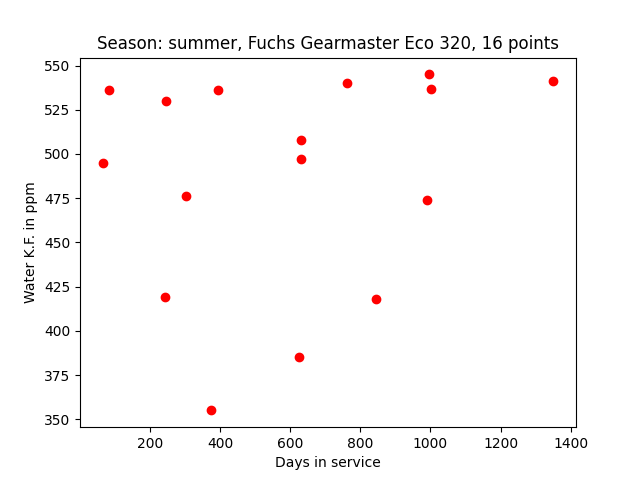 Season: summer, Fuchs Gearmaster Eco 320, 16 points
550
525
500
475
450
425
400
375
350
Water K.F. in ppm
200 400 600 800 1000 1200 1400
Days in service